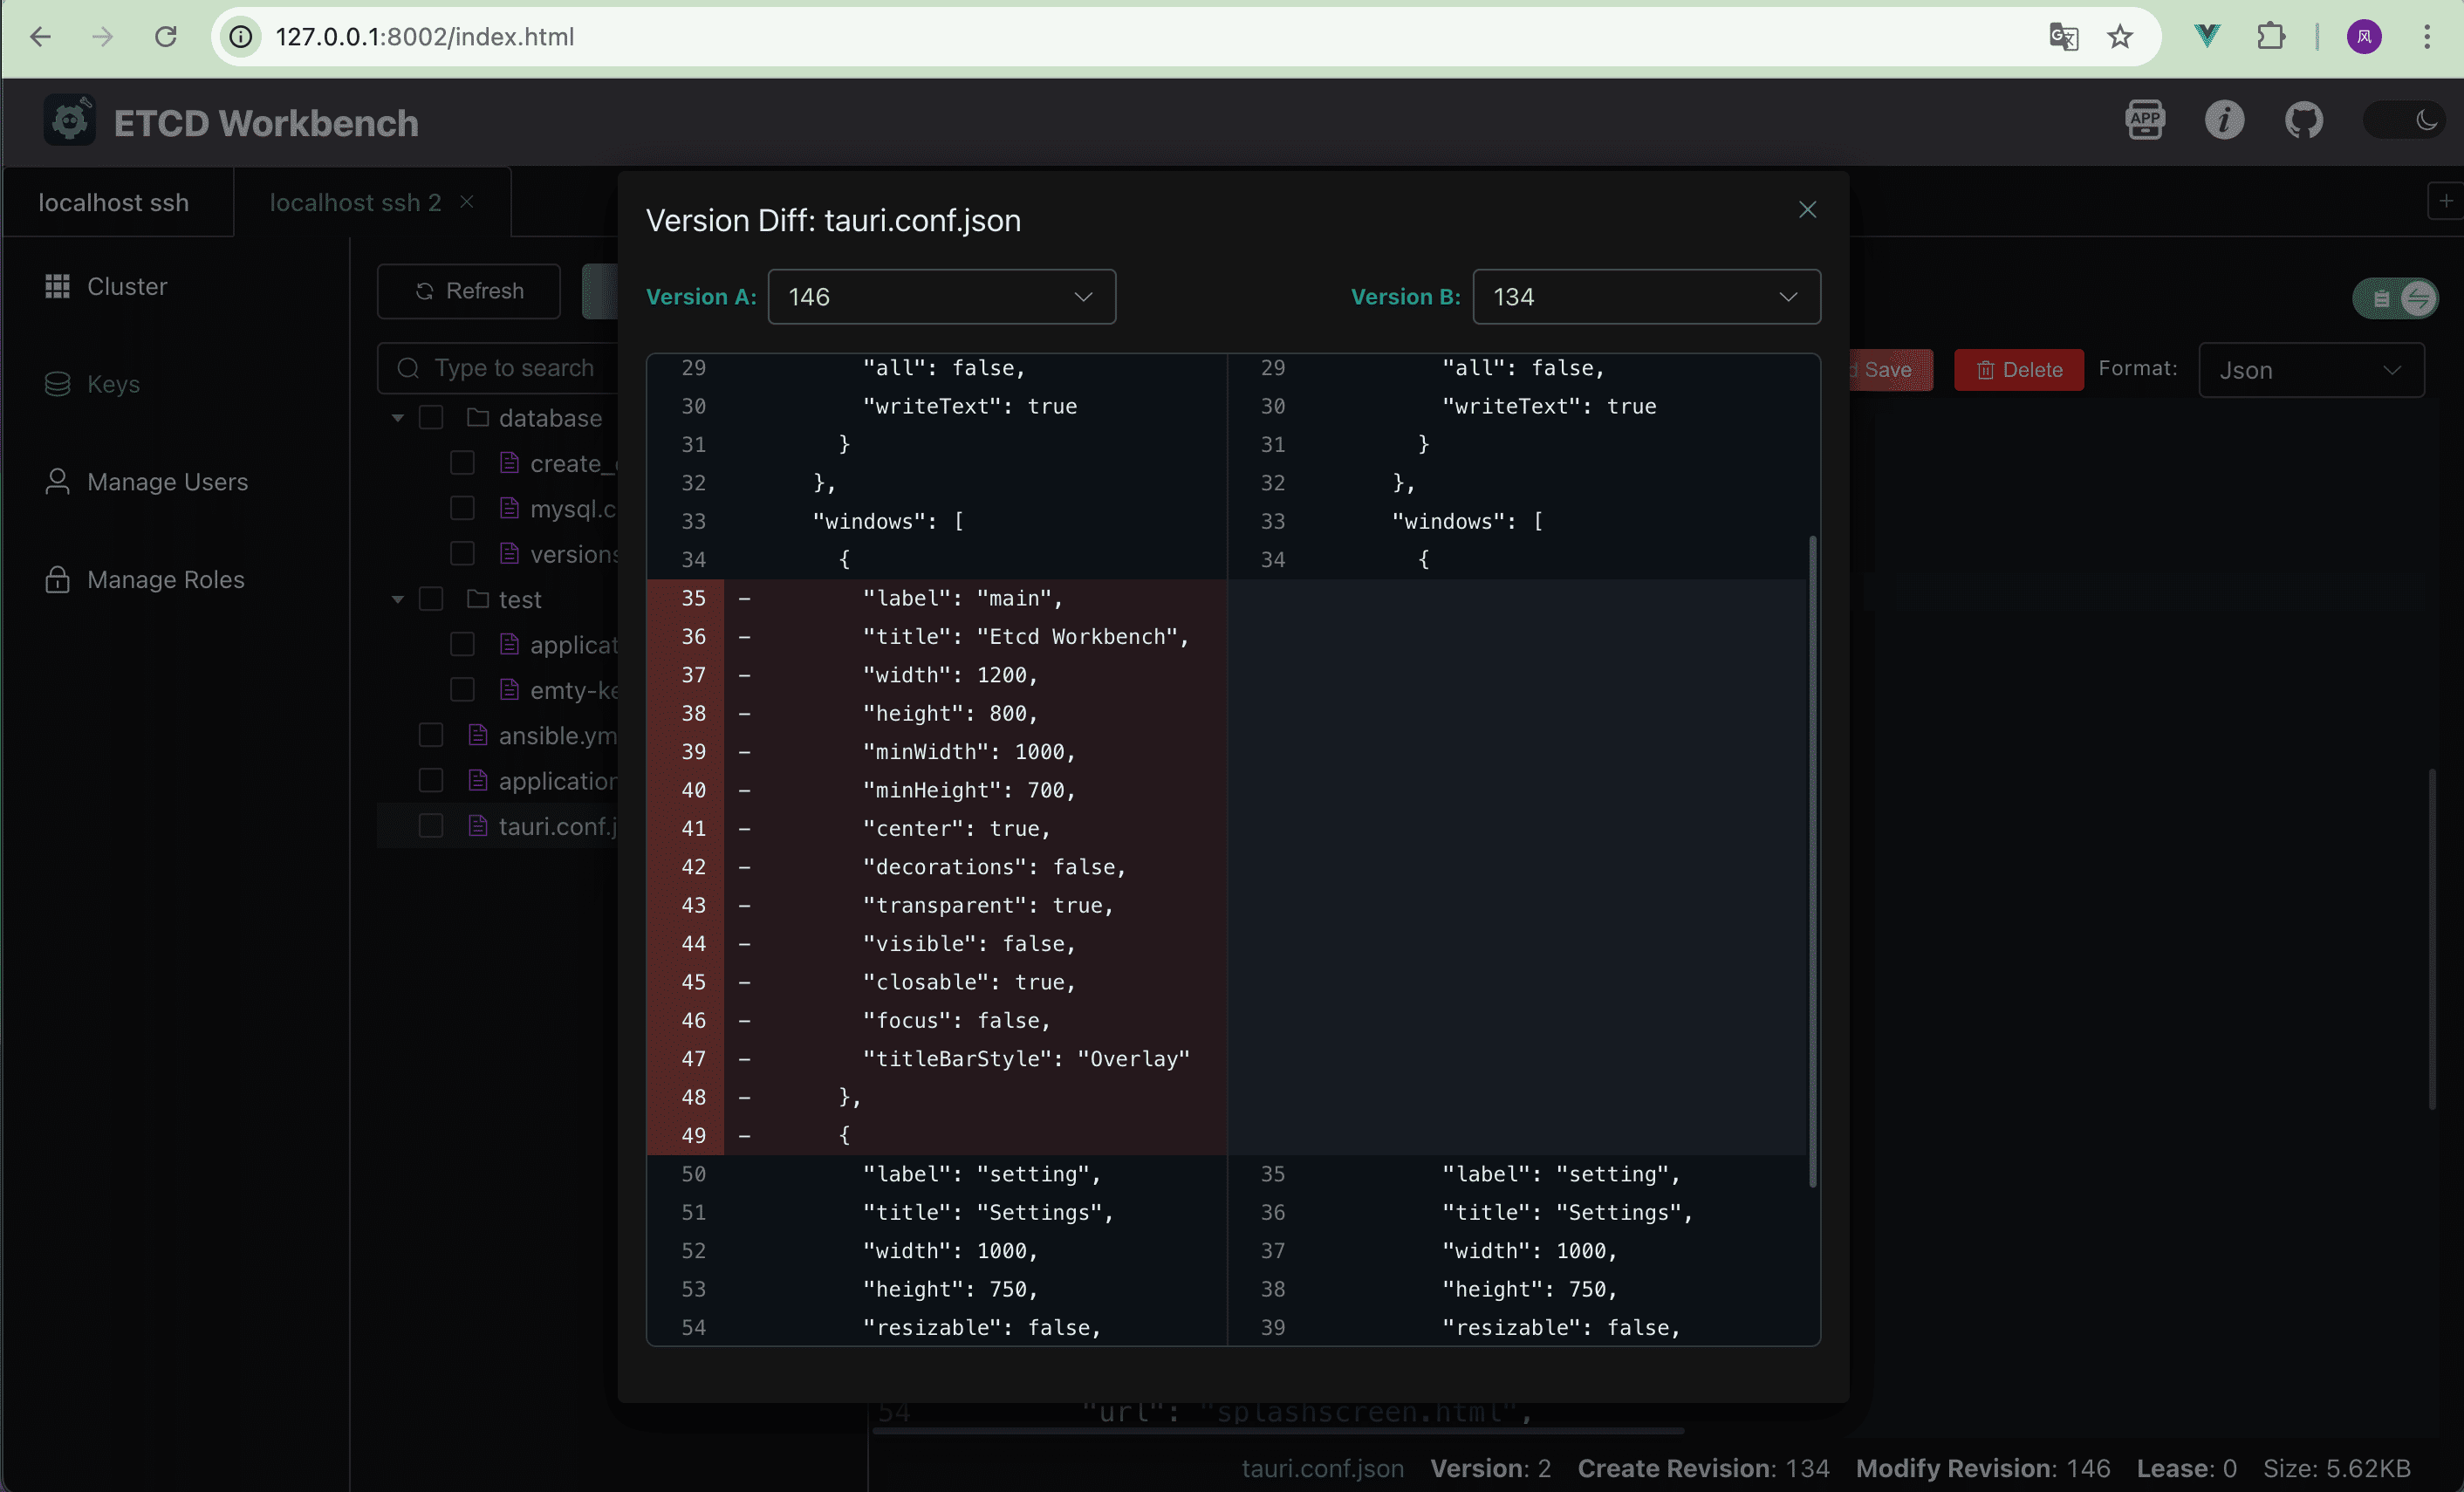 127.0.0.1:8002/index.html
风
ETCD Workbench
APP
localhost ssh
localhost ssh 2
Cluster
Keys
Manage Users
Manage Roles
Refresh
Type to search
database
create_
mysql.c
versions
test
applicat
emty-ke
ansible.ym
application
tauri.conf.j
Save
Delete
Format:
Json
Version Diff: tauri.conf.json
Version A:
146
Version B:
134
29 "all": false, 29 "all": false,
30 "writeText": true 30 "writeText": true
31 } 31 }
32 }, 32 },
33 "windows": [ 33 "windows": [
34 { 34 {
35 - "label": "main",
36 - "title": "Etcd Workbench",
37 - "width": 1200,
38 - "height": 800,
39 - "minWidth": 1000,
40 - "minHeight": 700,
41 - "center": true,
42 - "decorations": false,
43 - "transparent": true,
44 - "visible": false,
45 - "closable": true,
46 - "focus": false,
47 - "titleBarStyle": "Overlay"
48 - },
49 - {
50 "label": "setting", 35 "label": "setting",
51 "title": "Settings", 36 "title": "Settings",
52 "width": 1000, 37 "width": 1000,
53 "height": 750, 38 "height": 750,
54 "resizable": false, 39 "resizable": false,
54 "url": "splashscreen.html",
tauri.conf.json Version: 2 Create Revision: 134 Modify Revision: 146 Lease: 0 Size: 5.62KB